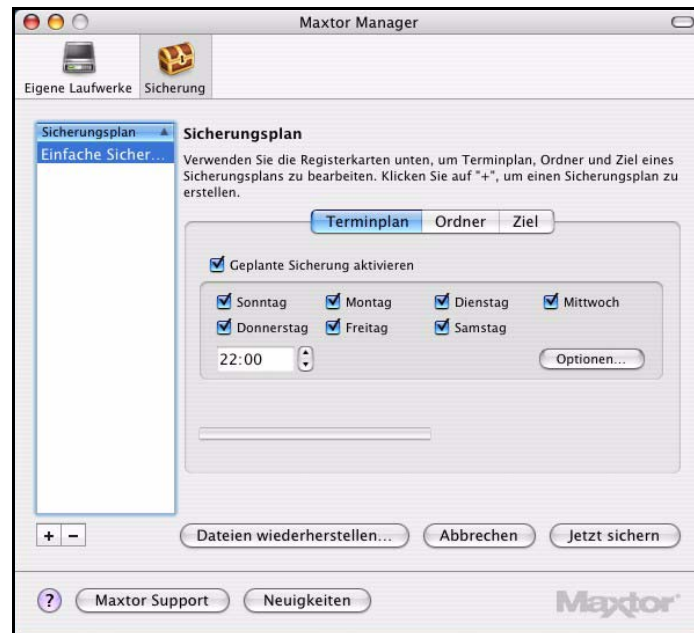 Maxtor Manager
Eigene Laufwerke Sicherung
Sicherungsplan
Einfache Sicher...
Sicherungsplan
Verwenden Sie die Registerkarten unten, um Terminplan, Ordner und Ziel eines
Sicherungsplans zu bearbeiten. Klicken Sie auf "+", um einen Sicherungsplan zu
erstellen.
Terminplan Ordner Ziel
Geplante Sicherung aktivieren
Sonntag Montag Dienstag Mittwoch
Donnerstag Freitag Samstag
22:00 Optionen...
+ - Dateien wiederherstellen... Abbrechen Jetzt sichern
? Maxtor Support Neuigkeiten Maxtor